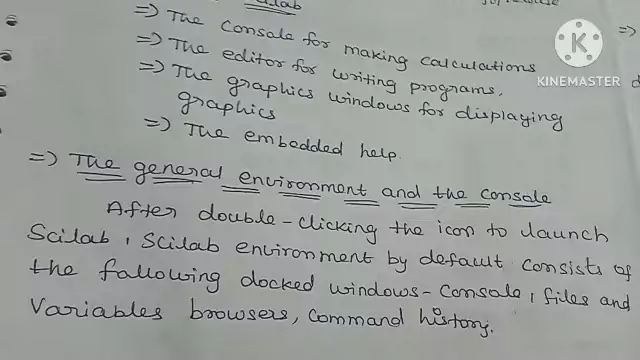 => The Console for making calculations
=> The editor for writing programs,
=> The graphics windows for displaying
graphics
=> The embedded help.
=> The general environment and the console
After double-clicking the icon to launch
Scilab, Scilab environment by default consists of
the following docked windows - Console, files and
Variables browsers, Command history.
=>
KINEMASTER